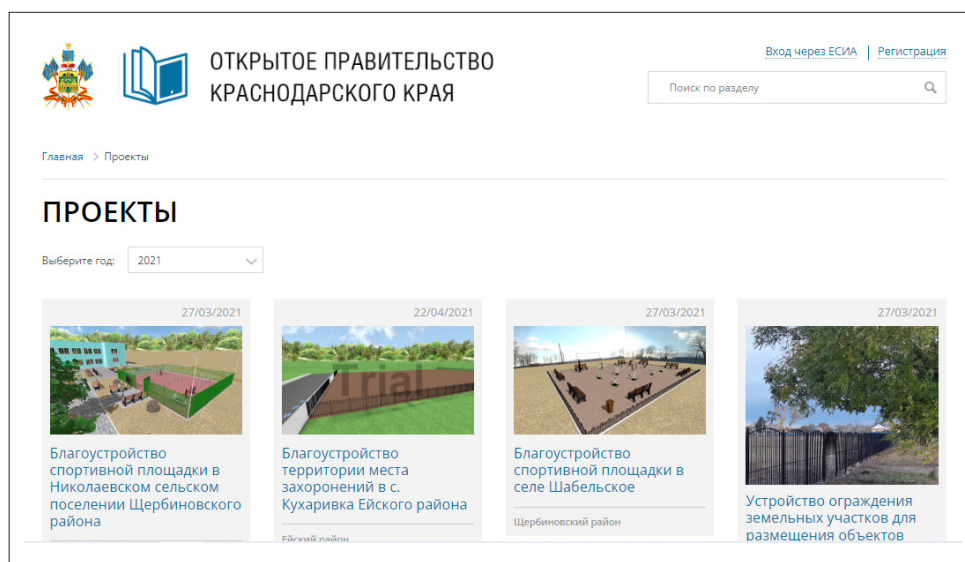 ОТКРЫТОЕ ПРАВИТЕЛЬСТВО
КРАСНОДАРСКОГО КРАЯ
Вход через ЕСИА | Регистрация
Поиск по разделу
Главная > Проекты
ПРОЕКТЫ
Выберите год: 2021
27/03/2021
Благоустройство
спортивной площадки в
Николаевском сельском
поселении Щербиновского
района
22/04/2021
Trial
Благоустройство
территории места
захоронений в с.
Кухаривка Ейского района
Ейский район
27/03/2021
Благоустройство
спортивной площадки в
селе Шабельское
Щербиновский район
27/03/2021
Устройство ограждения
земельных участков для
размещения объектов